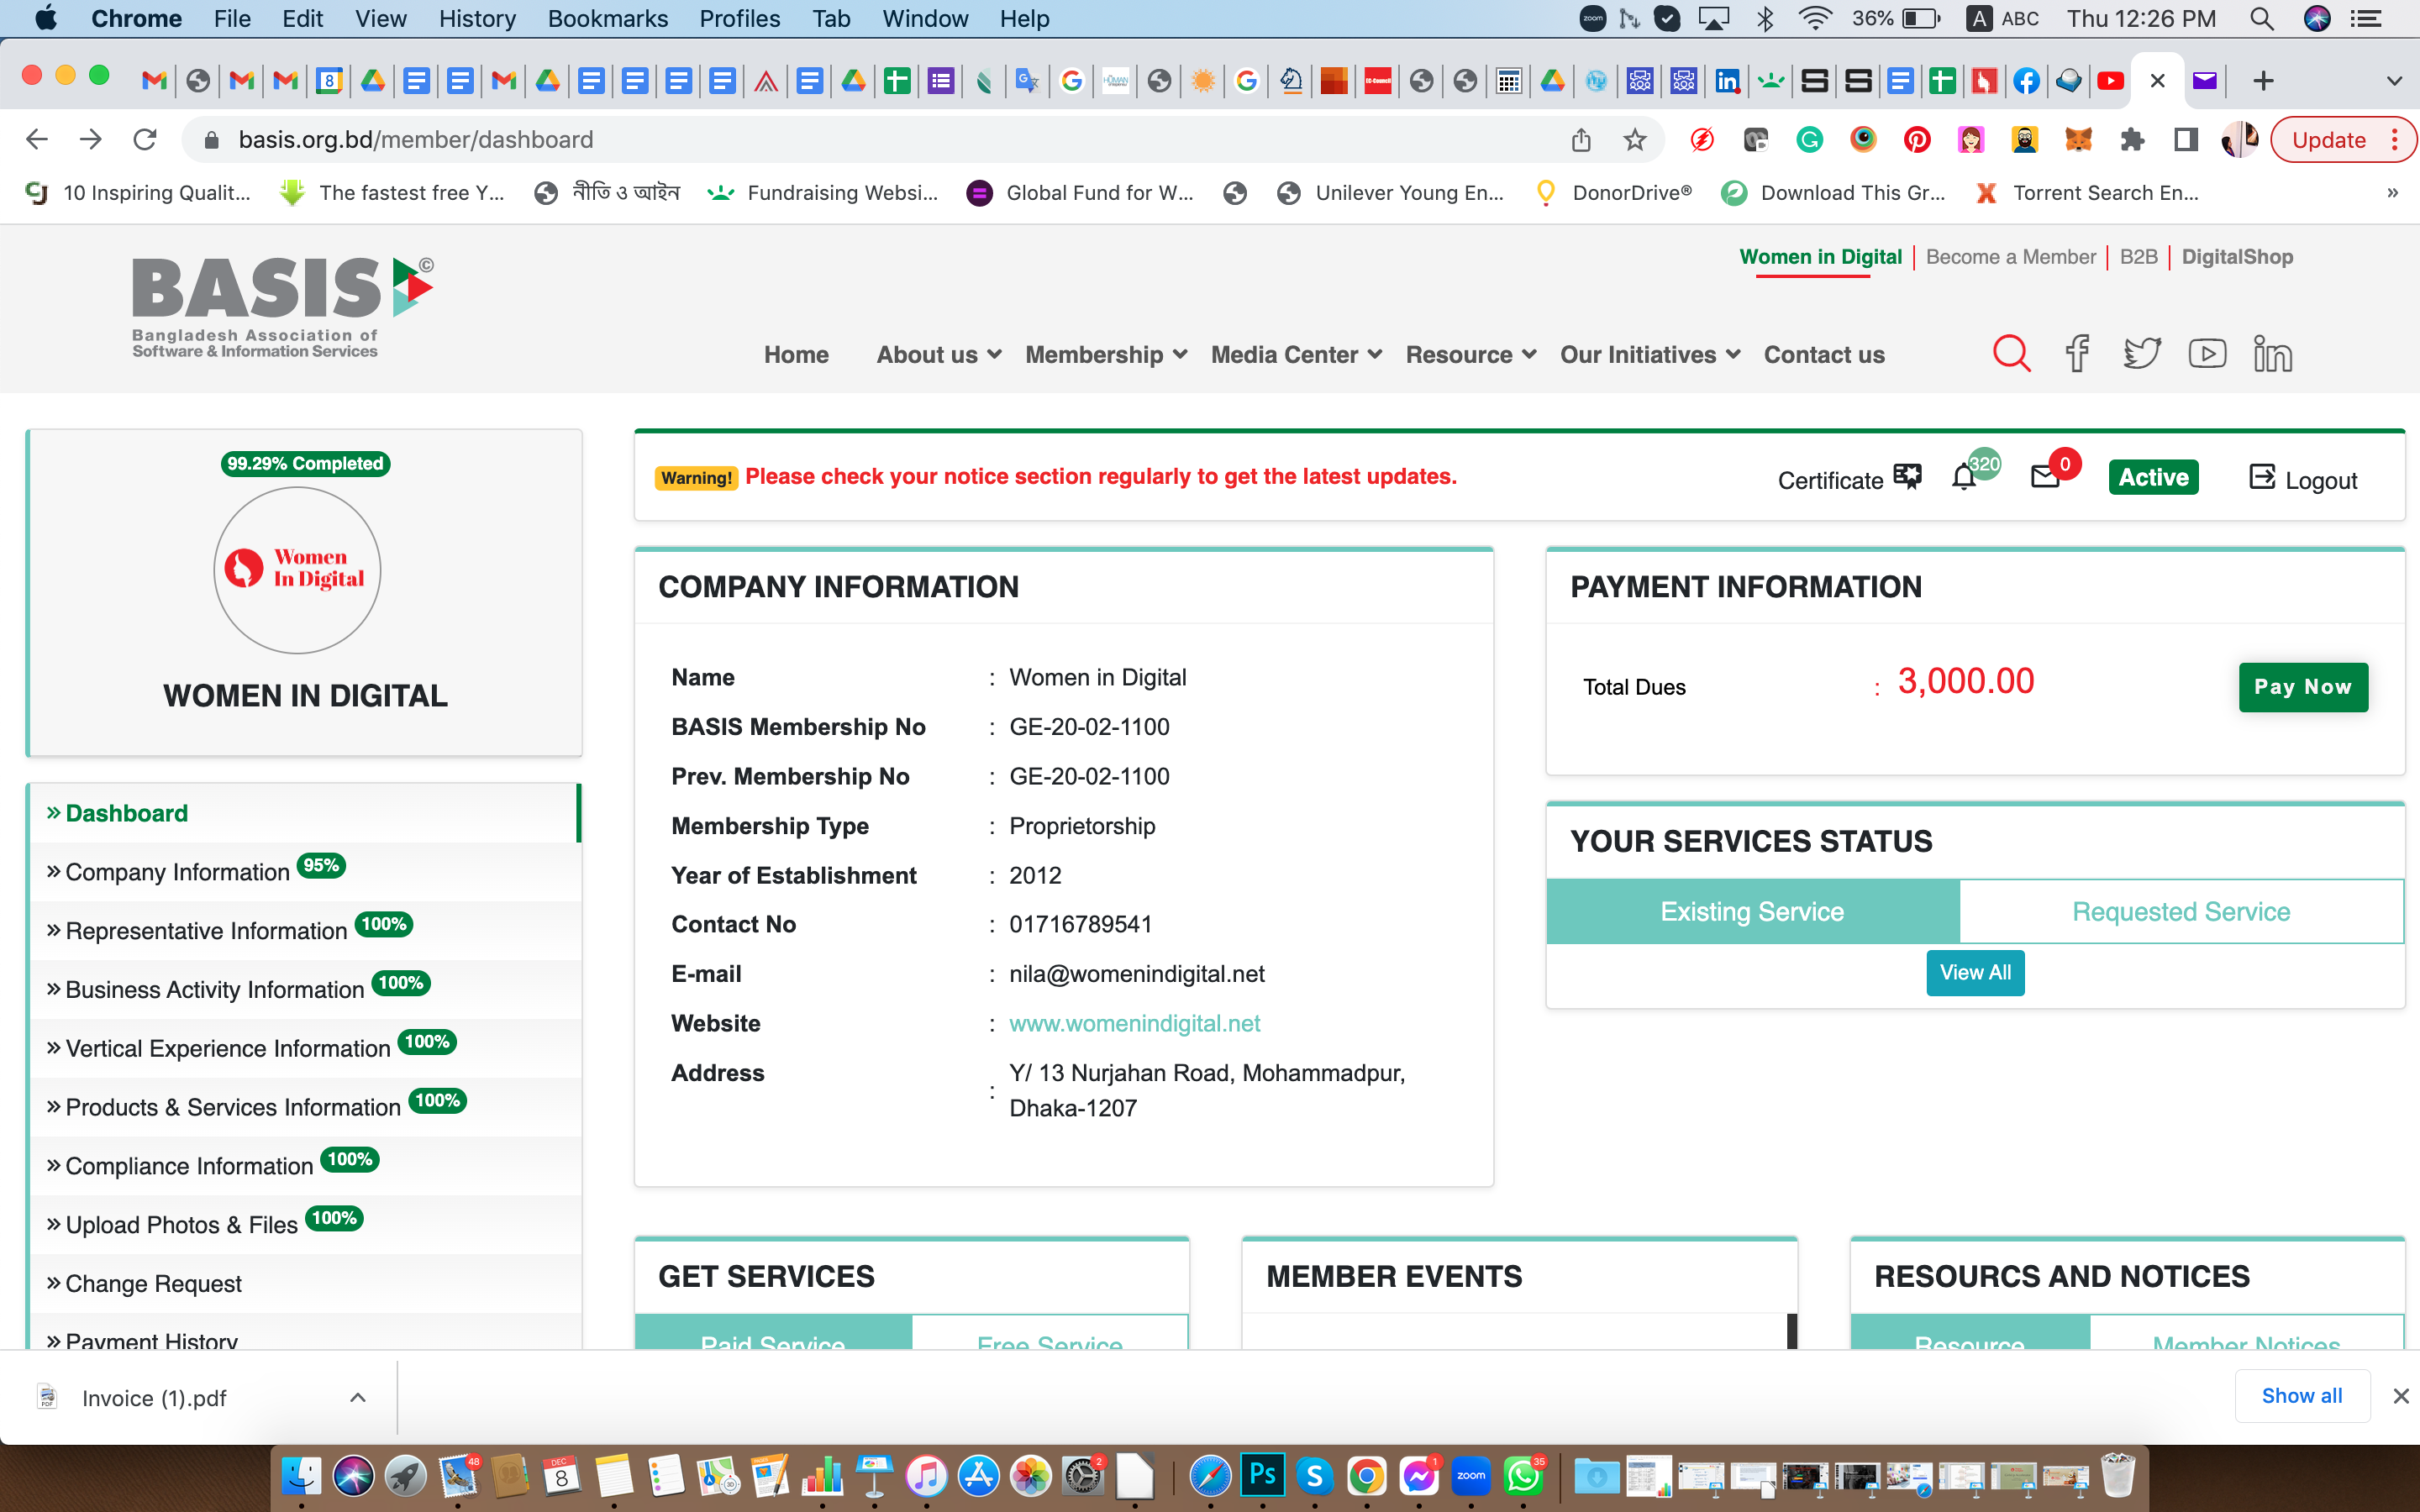 Chrome File Edit View History Bookmarks Profiles Tab Window Help
zoom 36% A ABC Thu 12:26 PM
basis.org.bd/member/dashboard
Update
10 Inspiring Qualit...
The fastest free Y...
নীতি ও আইন
Fundraising Websi...
Global Fund for W...
Unilever Young En...
DonorDrive®
Download This Gr...
Torrent Search En...
»
BASIS ©
Bangladesh Association of
Software & Information Services
Women in Digital Become a Member B2B DigitalShop
Home About us Membership Media Center Resource Our Initiatives Contact us
99.29% Completed
Women
In Digital
WOMEN IN DIGITAL
» Dashboard
» Company Information 95%
» Representative Information 100%
» Business Activity Information 100%
» Vertical Experience Information 100%
» Products & Services Information 100%
» Compliance Information 100%
» Upload Photos & Files 100%
» Change Request
» Payment History
Warning! Please check your notice section regularly to get the latest updates.
Certificate 320 0 Active Logout
COMPANY INFORMATION
Name : Women in Digital
BASIS Membership No : GE-20-02-1100
Prev. Membership No : GE-20-02-1100
Membership Type : Proprietorship
Year of Establishment : 2012
Contact No : 01716789541
E-mail : nila@womenindigital.net
Website : www.womenindigital.net
Address : Y/ 13 Nurjahan Road, Mohammadpur,
Dhaka-1207
PAYMENT INFORMATION
Total Dues : 3,000.00 Pay Now
YOUR SERVICES STATUS
Existing Service Requested Service
View All
GET SERVICES
Paid Service Free Service
MEMBER EVENTS
RESOURCS AND NOTICES
Resource Member Notices
Invoice (1).pdf
Show all
48 DEC 8 2 Ps S 1 zoom 35